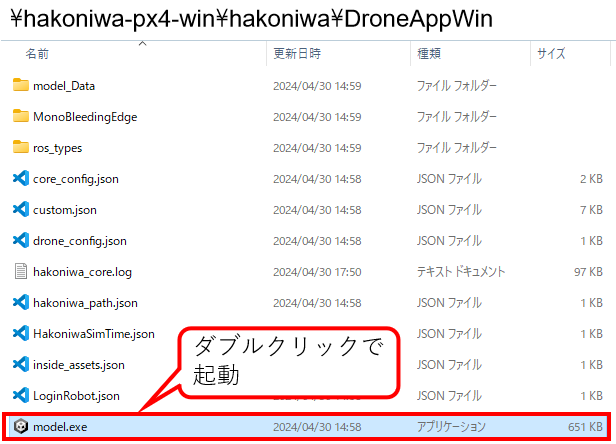 ¥hakoniwa-px4-win¥hakoniwa¥DroneAppWin
名前 更新日時 種類 サイズ
model_Data 2024/04/30 14:59 ファイル フォルダー
MonoBleedingEdge 2024/04/30 14:59 ファイル フォルダー
ros_types 2024/04/30 14:59 ファイル フォルダー
core_config.json 2024/04/30 14:58 JSON ファイル 2 KB
custom.json 2024/04/30 14:58 JSON ファイル 7 KB
drone_config.json 2024/04/30 14:58 JSON ファイル 1 KB
hakoniwa_core.log 2024/04/30 17:50 テキスト ドキュメント 97 KB
hakoniwa_path.json 2024/04/30 14:58 JSON ファイル 1 KB
HakoniwaSimTime.json JSON ファイル 1 KB
inside_assets.json JSON ファイル 1 KB
LoginRobot.json JSON ファイル 1 KB
ダブルクリックで
起動
model.exe 2024/04/30 14:58 アプリケーション 651 KB